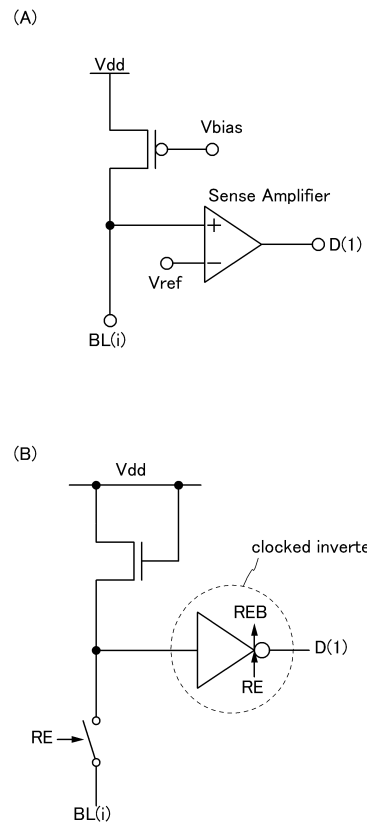 (A)
Vdd
Vbias
Sense Amplifier
+
−
D(1)
Vref
BL(i)
(B)
Vdd
clocked inverte
REB
D(1)
RE
RE
BL(i)